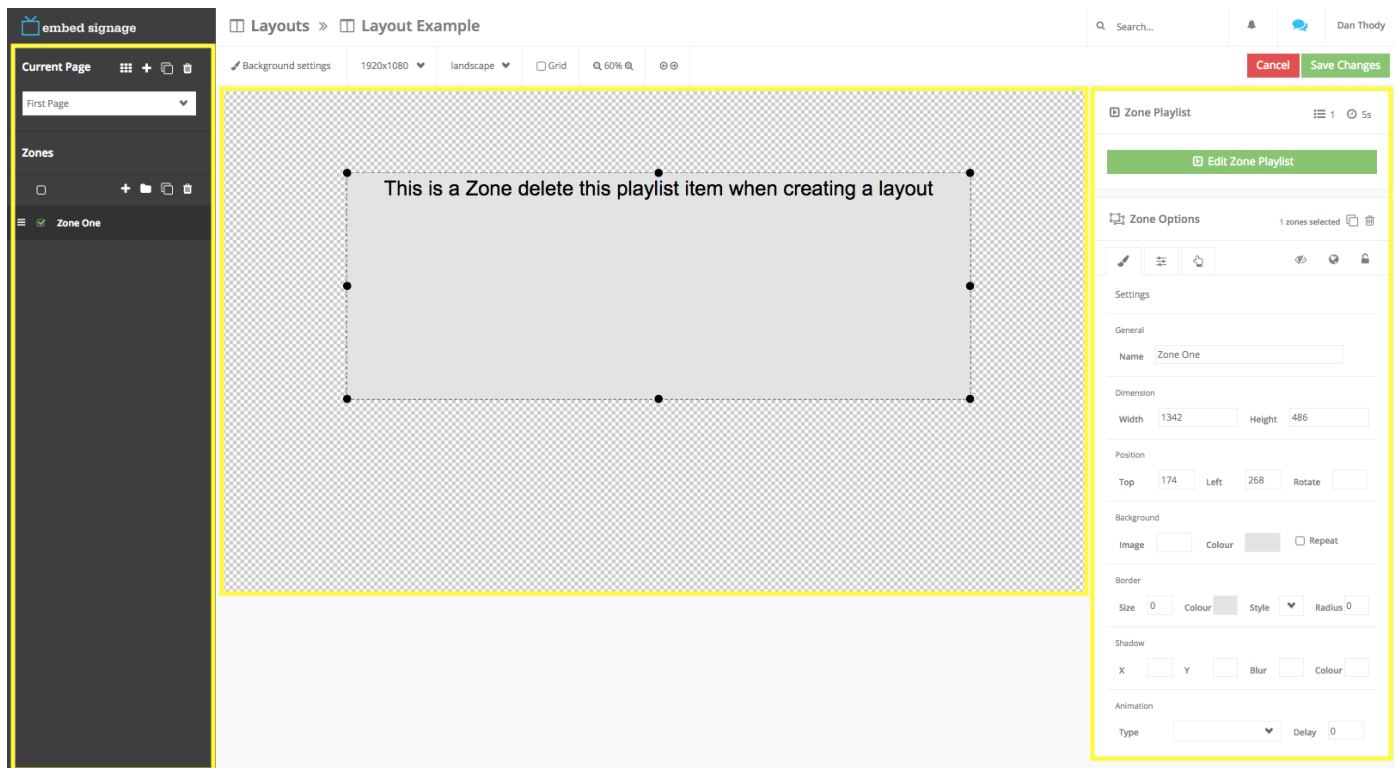 embed signage
Layouts » Layout Example
Search...
Dan Thody
Current Page
First Page
Zones
Zone One
Background settings 1920x1080 landscape Grid 60%
Cancel Save Changes
This is a Zone delete this playlist item when creating a layout
Zone Playlist 1 5s
Edit Zone Playlist
Zone Options 1 zones selected
Settings
General
Name Zone One
Dimension
Width 1342 Height 486
Position
Top 174 Left 268 Rotate
Background
Image Colour Repeat
Border
Size 0 Colour Style Radius 0
Shadow
X Y Blur Colour
Animation
Type Delay 0